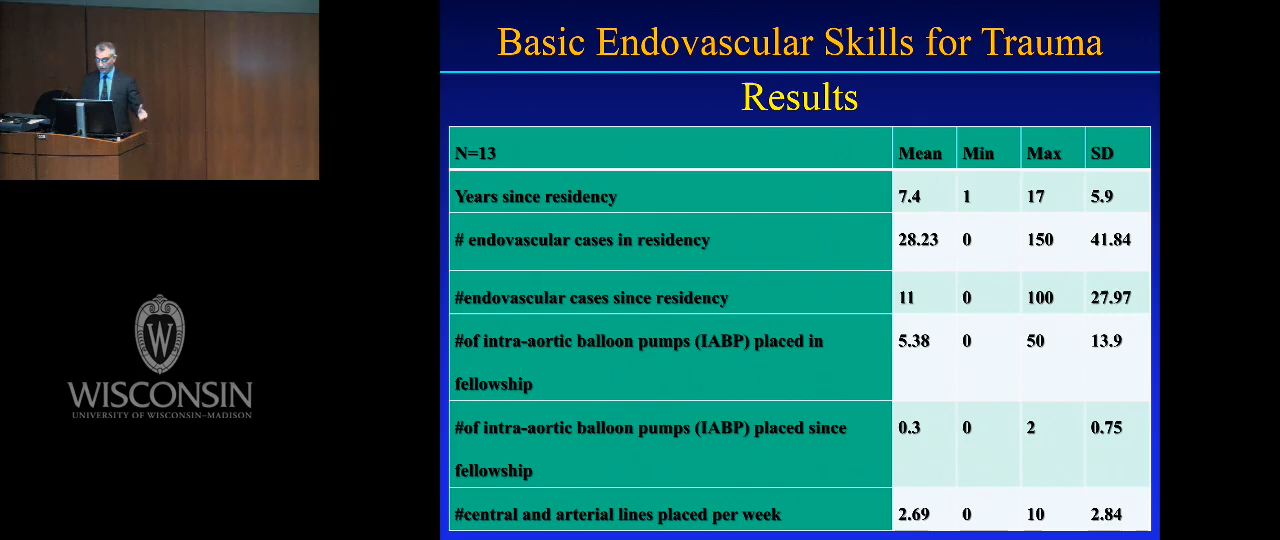 Basic Endovascular Skills for Trauma
Results
N=13 Mean Min Max SD
Years since residency 7.4 1 17 5.9
# endovascular cases in residency 28.23 0 150 41.84
#endovascular cases since residency 11 0 100 27.97
#of intra-aortic balloon pumps (IABP) placed in 5.38 0 50 13.9
fellowship
#of intra-aortic balloon pumps (IABP) placed since 0.3 0 2 0.75
fellowship
#central and arterial lines placed per week 2.69 0 10 2.84
W
WISCONSIN
UNIVERSITY OF WISCONSIN–MADISON